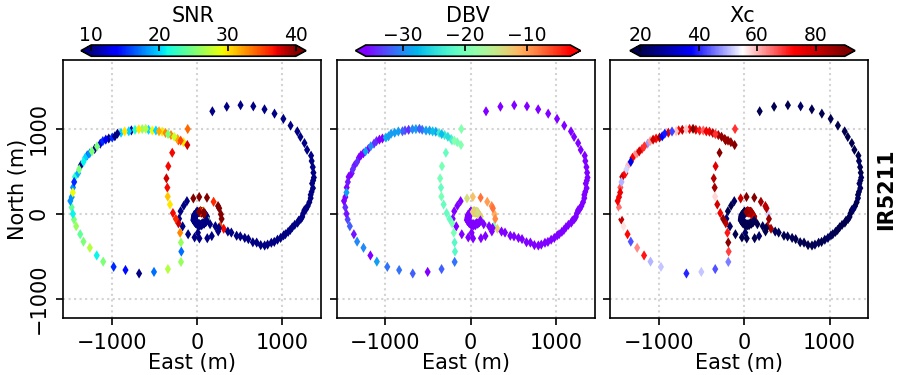 SNR DBV Xc
10 20 30 40 −30 −20 −10 20 40 60 80
North (m)
1000
0
−1000
−1000 0 1000 −1000 0 1000 −1000 0 1000
East (m) East (m) East (m)
IR5211